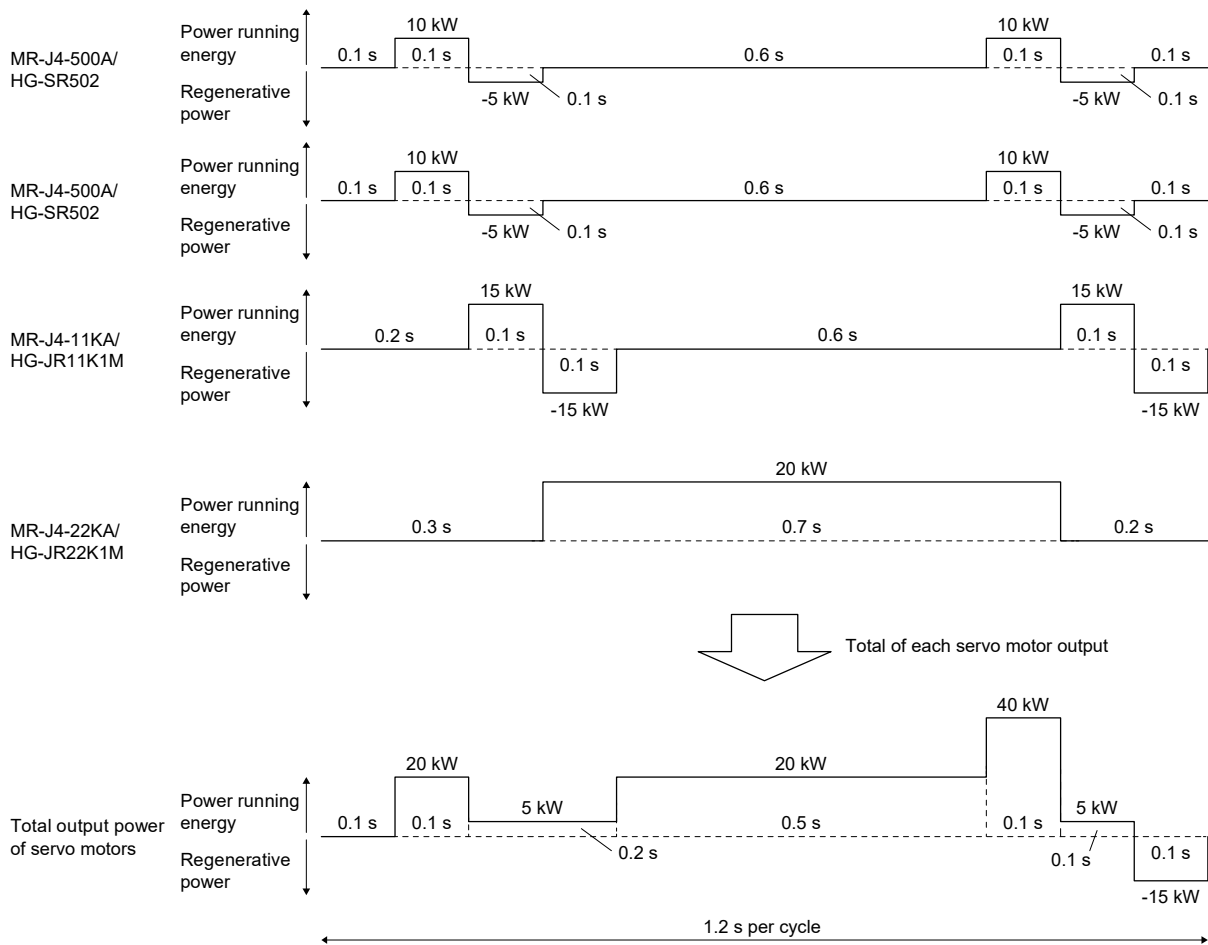 MR-J4-500A/
HG-SR502
Power running
energy
Regenerative
power
0.1 s
10 kW
0.1 s
-5 kW
0.1 s
0.6 s
10 kW
0.1 s
-5 kW
0.1 s
0.1 s
MR-J4-500A/
HG-SR502
Power running
energy
Regenerative
power
0.1 s
10 kW
0.1 s
-5 kW
0.1 s
0.6 s
10 kW
0.1 s
-5 kW
0.1 s
0.1 s
MR-J4-11KA/
HG-JR11K1M
Power running
energy
Regenerative
power
0.2 s
15 kW
0.1 s
0.1 s
-15 kW
0.6 s
15 kW
0.1 s
0.1 s
-15 kW
MR-J4-22KA/
HG-JR22K1M
Power running
energy
Regenerative
power
0.3 s
20 kW
0.7 s
0.2 s
Total of each servo motor output
Total output power
of servo motors
Power running
energy
Regenerative
power
0.1 s
20 kW
0.1 s
5 kW
0.2 s
20 kW
0.5 s
40 kW
0.1 s
5 kW
0.1 s
0.1 s
-15 kW
1.2 s per cycle